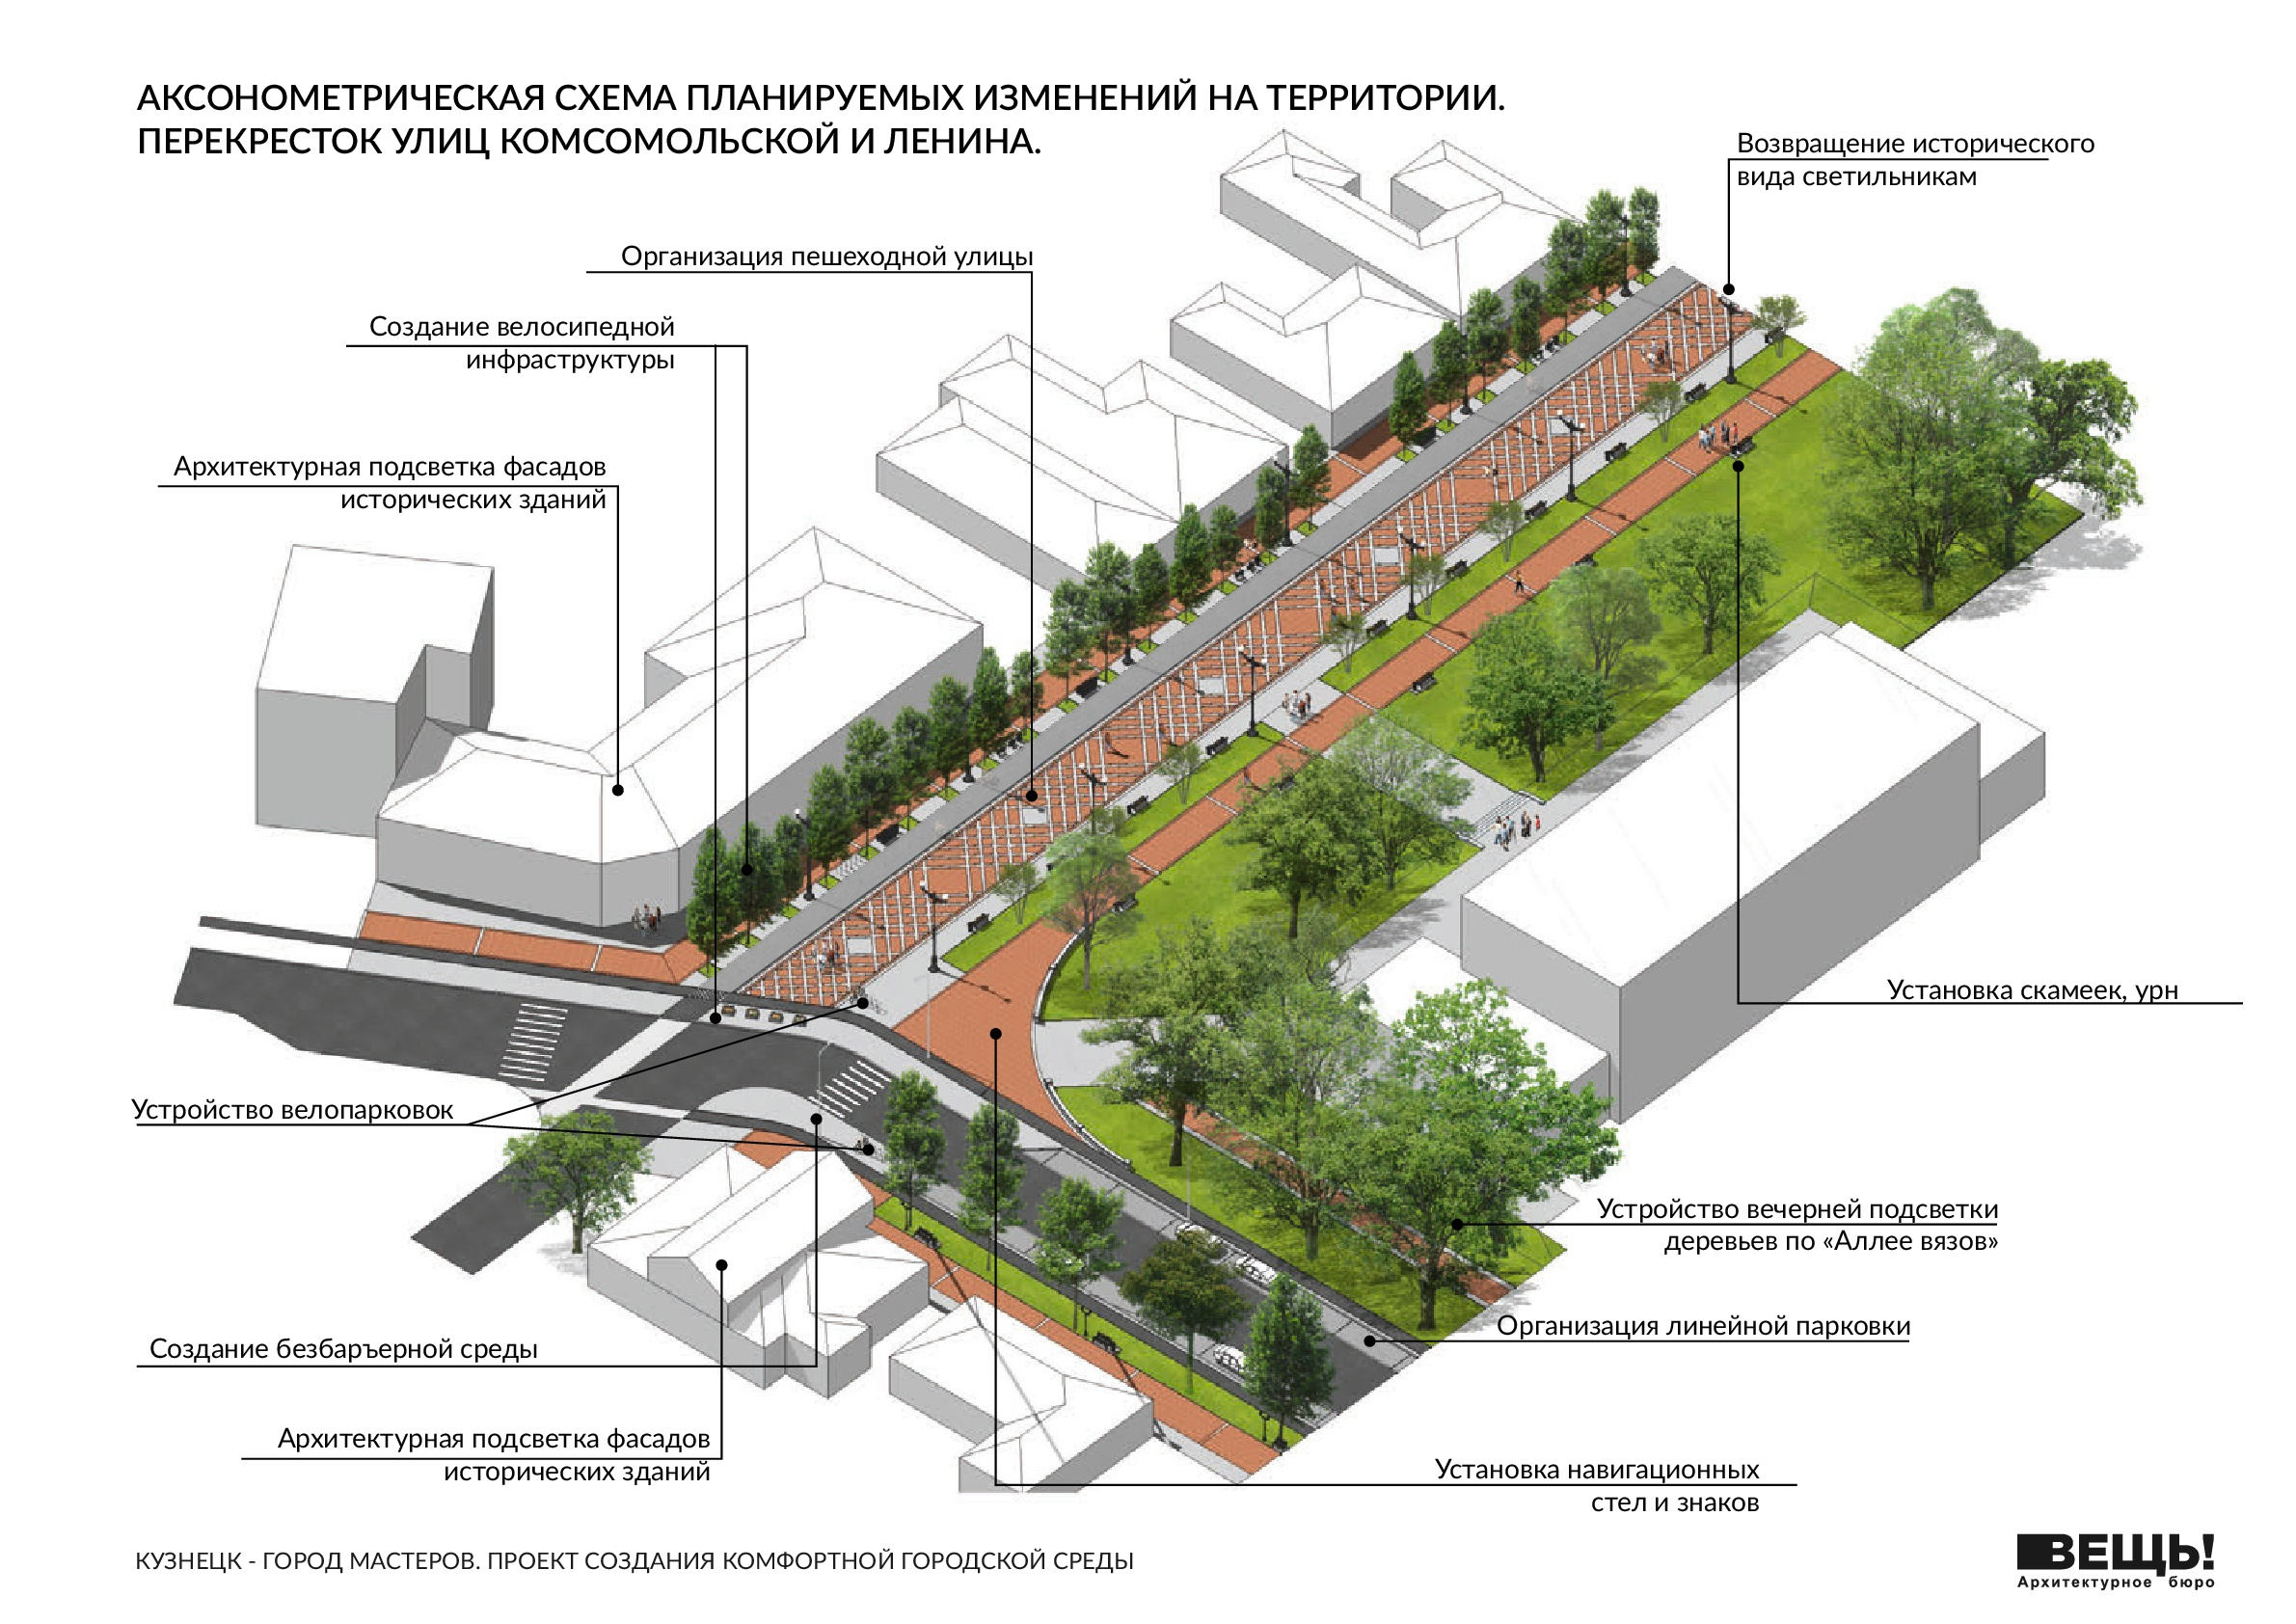 АКСОНОМЕТРИЧЕСКАЯ СХЕМА ПЛАНИРУЕМЫХ ИЗМЕНЕНИЙ НА ТЕРРИТОРИИ.
ПЕРЕКРЕСТОК УЛИЦ КОМСОМОЛЬСКОЙ И ЛЕНИНА.
Возвращение исторического
вида светильникам
Организация пешеходной улицы
Создание велосипедной
инфраструктуры
Архитектурная подсветка фасадов
исторических зданий
Установка скамеек, урн
Устройство велопарковок
Устройство вечерней подсветки
деревьев по «Аллее вязов»
Организация линейной парковки
Создание безбаръерной среды
Архитектурная подсветка фасадов
исторических зданий
Установка навигационных
стел и знаков
КУЗНЕЦК - ГОРОД МАСТЕРОВ. ПРОЕКТ СОЗДАНИЯ КОМФОРТНОЙ ГОРОДСКОЙ СРЕДЫ
ВЕЩЬ!
Архитектурное бюро